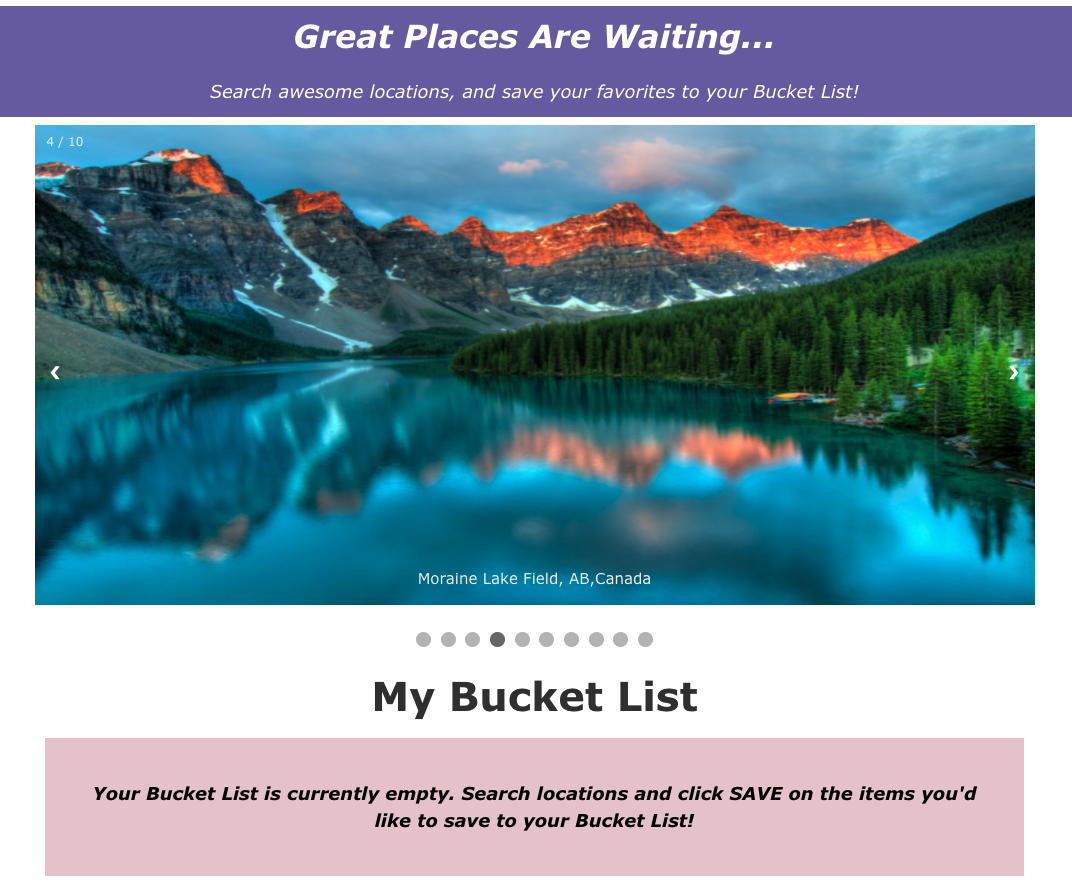 Great Places Are Waiting...
Search awesome locations, and save your favorites to your Bucket List!
4 / 10
❮ ❯
Moraine Lake Field, AB,Canada
My Bucket List
Your Bucket List is currently empty. Search locations and click SAVE on the items you'd
like to save to your Bucket List!